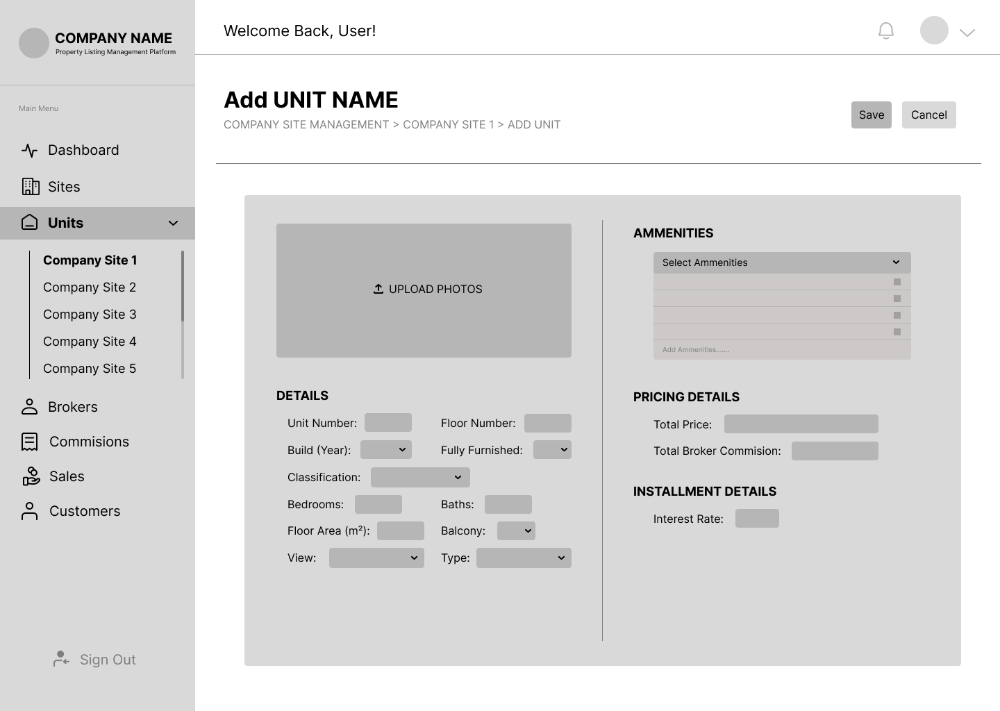 COMPANY NAME
Property Listing Management Platform
Main Menu
Dashboard
Sites
Units
Company Site 1
Company Site 2
Company Site 3
Company Site 4
Company Site 5
Brokers
Commisions
Sales
Customers
Sign Out
Welcome Back, User!
Add UNIT NAME
COMPANY SITE MANAGEMENT > COMPANY SITE 1 > ADD UNIT
Save
Cancel
UPLOAD PHOTOS
DETAILS
Unit Number:
Floor Number:
Build (Year):
Fully Furnished:
Classification:
Bedrooms:
Baths:
Floor Area (m²):
Balcony:
View:
Type:
AMMENITIES
Select Ammenities
Add Ammenities.......
PRICING DETAILS
Total Price:
Total Broker Commision:
INSTALLMENT DETAILS
Interest Rate: